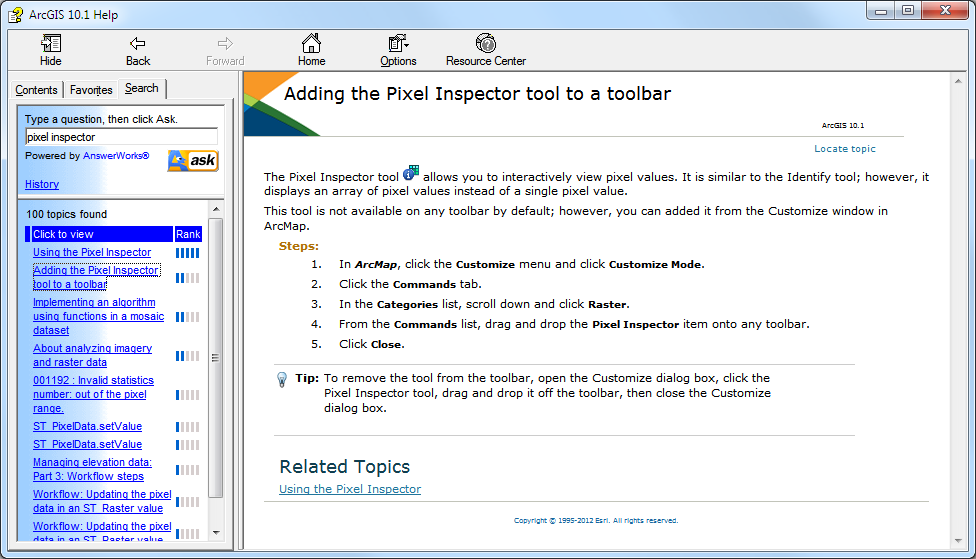 ArcGIS 10.1 Help
Hide
Back
Forward
Home
Options
Resource Center
Contents
Favorites
Search
Type a question, then click Ask.
pixel inspector
Powered by AnswerWorks®
ask
History
100 topics found
Click to view
Rank
Using the Pixel Inspector
Adding the Pixel Inspector
tool to a toolbar
Implementing an algorithm
using functions in a mosaic
dataset
About analyzing imagery
and raster data
001192 : Invalid statistics
number: out of the pixel
range.
ST_PixelData.setValue
ST_PixelData.setValue
Managing elevation data:
Part 3: Workflow steps
Workflow: Updating the pixel
data in an ST_Raster value
Workflow: Updating the pixel
data in an ST_Raster value
Adding the Pixel Inspector tool to a toolbar
ArcGIS 10.1
Locate topic
The Pixel Inspector tool allows you to interactively view pixel values. It is similar to the Identify tool; however, it
displays an array of pixel values instead of a single pixel value.
This tool is not available on any toolbar by default; however, you can added it from the Customize window in
ArcMap.
Steps:
1. In ArcMap, click the Customize menu and click Customize Mode.
2. Click the Commands tab.
3. In the Categories list, scroll down and click Raster.
4. From the Commands list, drag and drop the Pixel Inspector item onto any toolbar.
5. Click Close.
Tip: To remove the tool from the toolbar, open the Customize dialog box, click the
Pixel Inspector tool, drag and drop it off the toolbar, then close the Customize
dialog box.
Related Topics
Using the Pixel Inspector
Copyright © 1995-2012 Esri. All rights reserved.